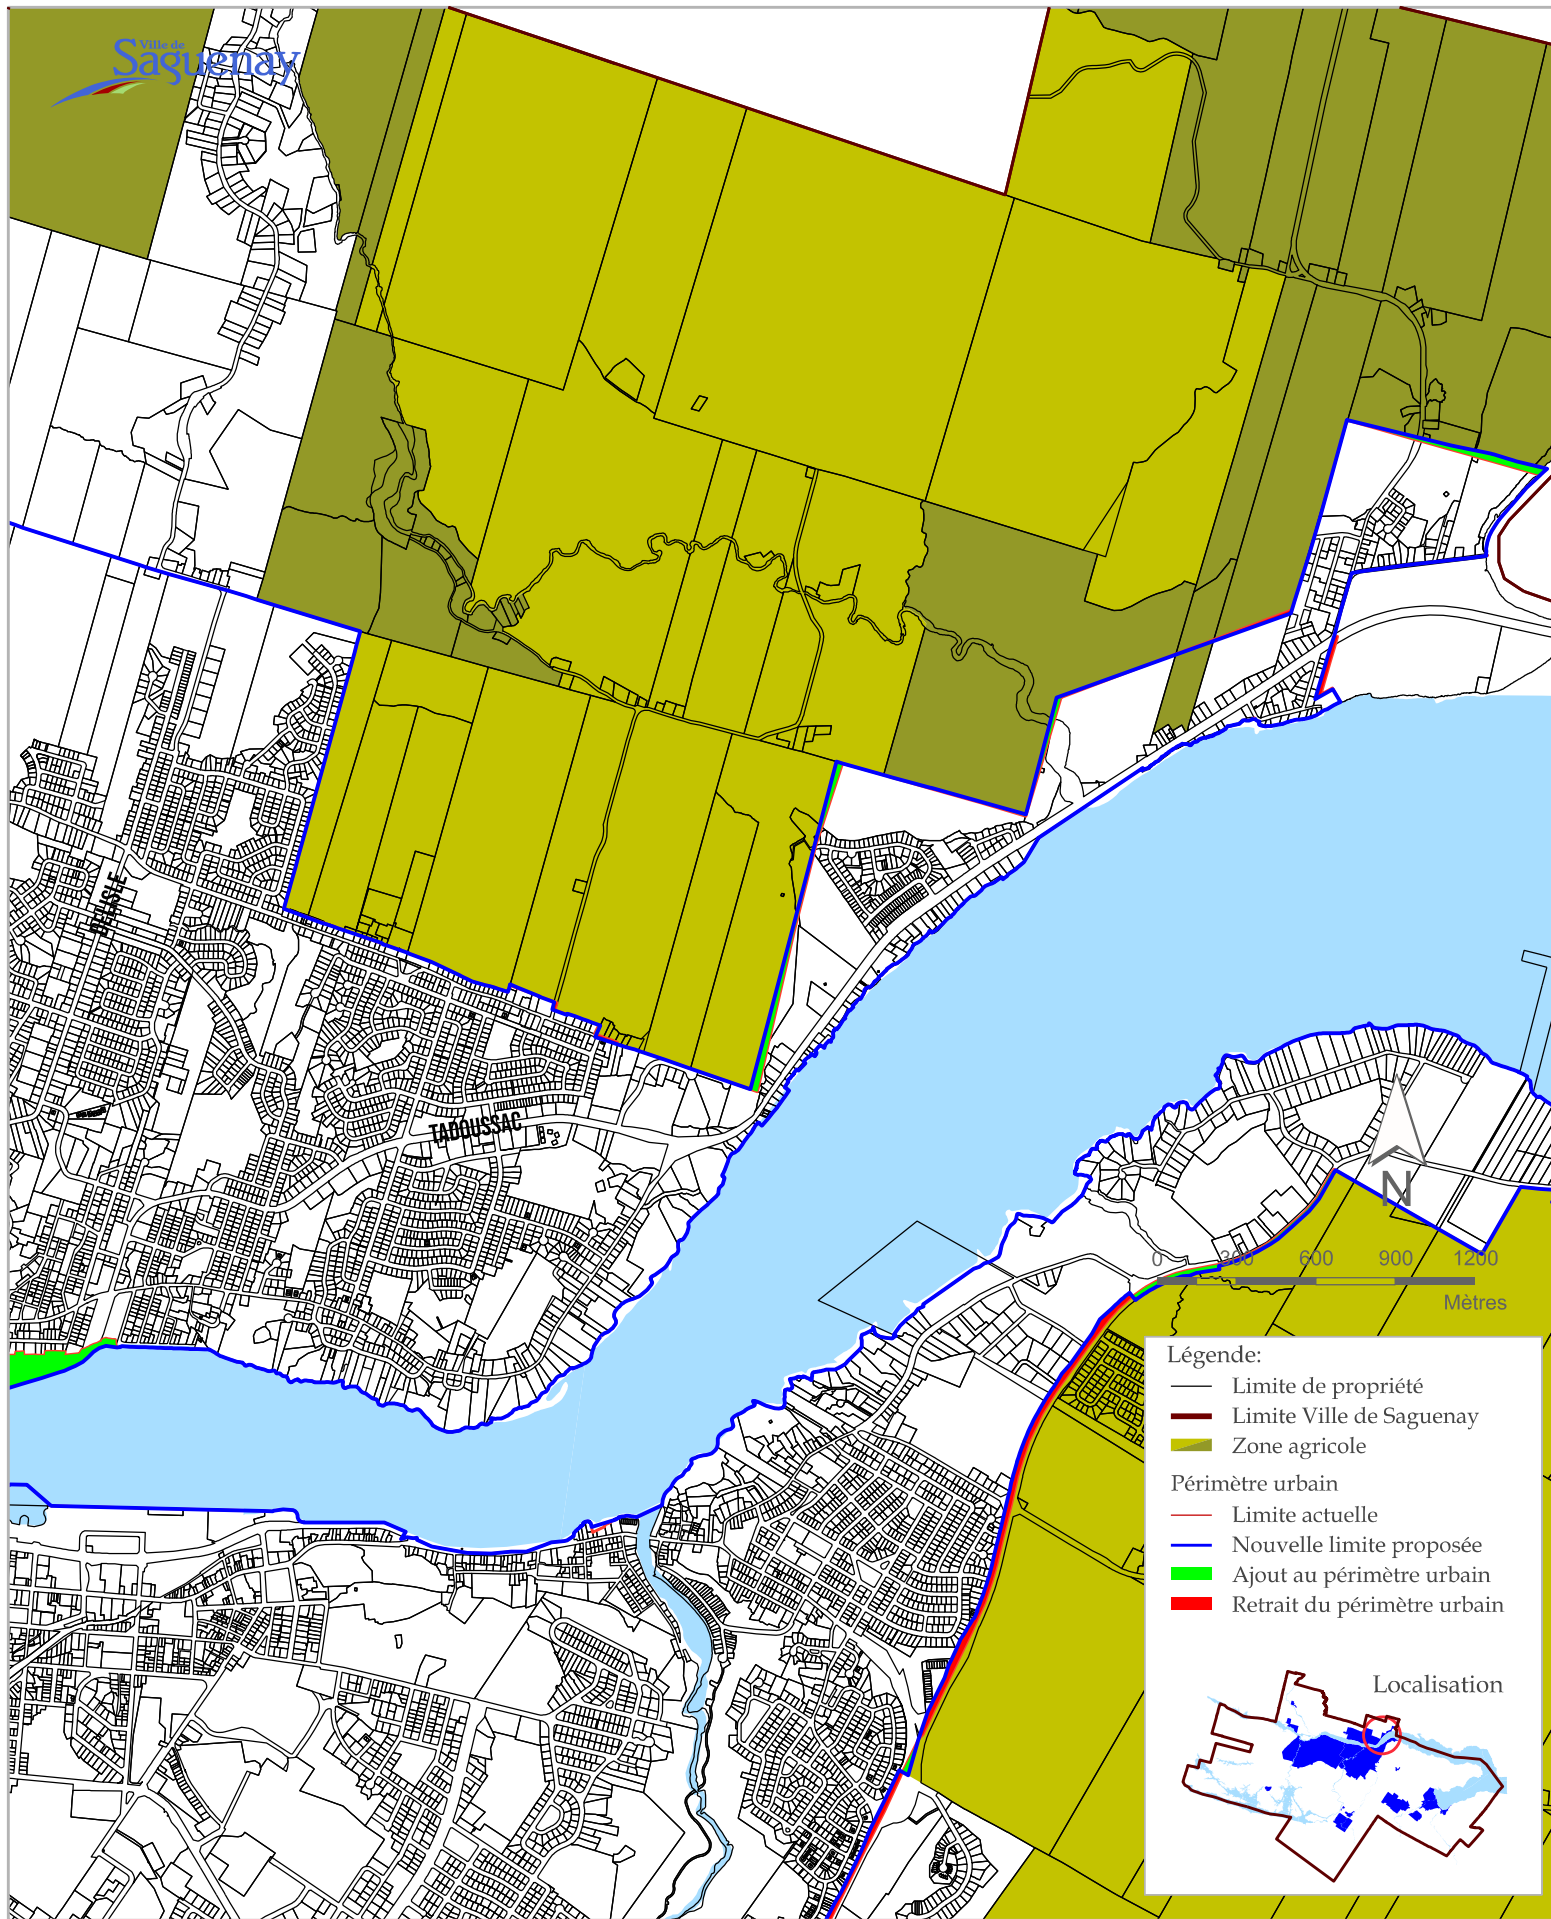 Ville de
Saguenay
DELISLE
TADOUSSAC
N
0 300 600 900 1200
Mètres
Légende:
Limite de propriété
Limite Ville de Saguenay
Zone agricole
Périmètre urbain
Limite actuelle
Nouvelle limite proposée
Ajout au périmètre urbain
Retrait du périmètre urbain
Localisation